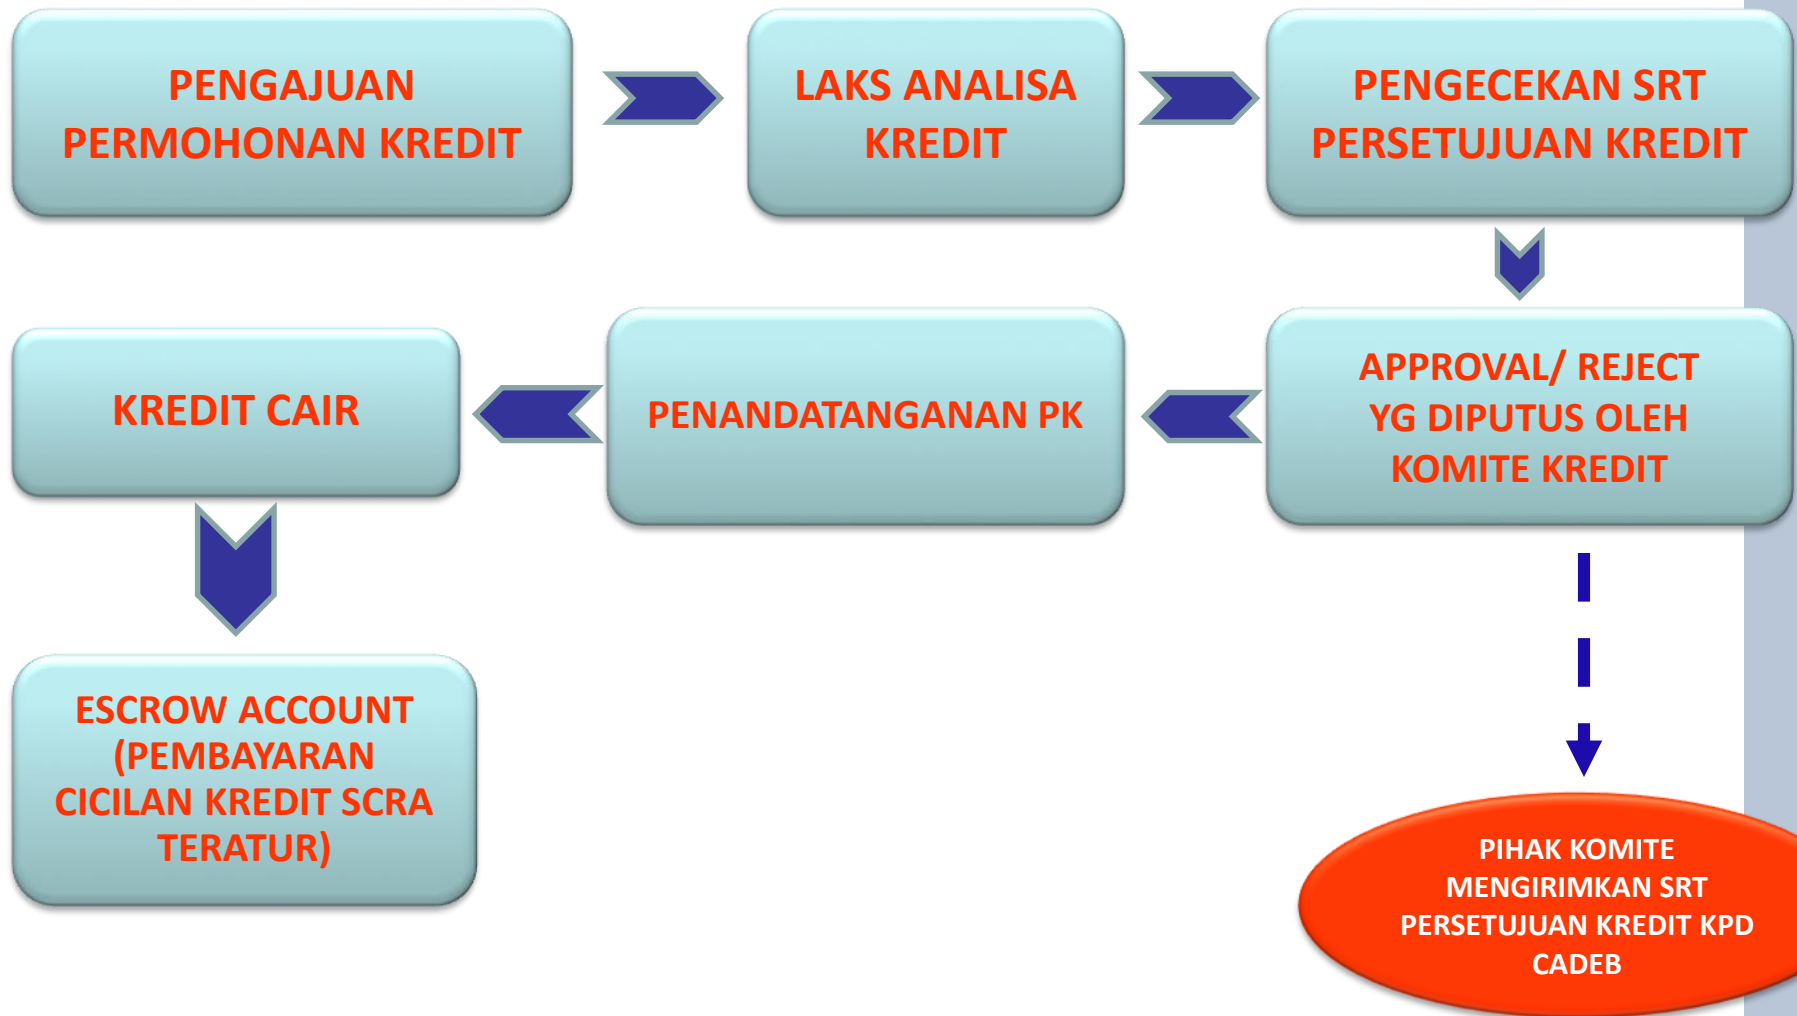 PENGAJUAN
PERMOHONAN KREDIT
LAKS ANALISA
KREDIT
PENGECEKAN SRT
PERSETUJUAN KREDIT
APPROVAL/ REJECT
YG DIPUTUS OLEH
KOMITE KREDIT
PENANDATANGANAN PK
KREDIT CAIR
ESCROW ACCOUNT
(PEMBAYARAN
CICILAN KREDIT SCRA
TERATUR)
PIHAK KOMITE
MENGIRIMKAN SRT
PERSETUJUAN KREDIT KPD
CADEB